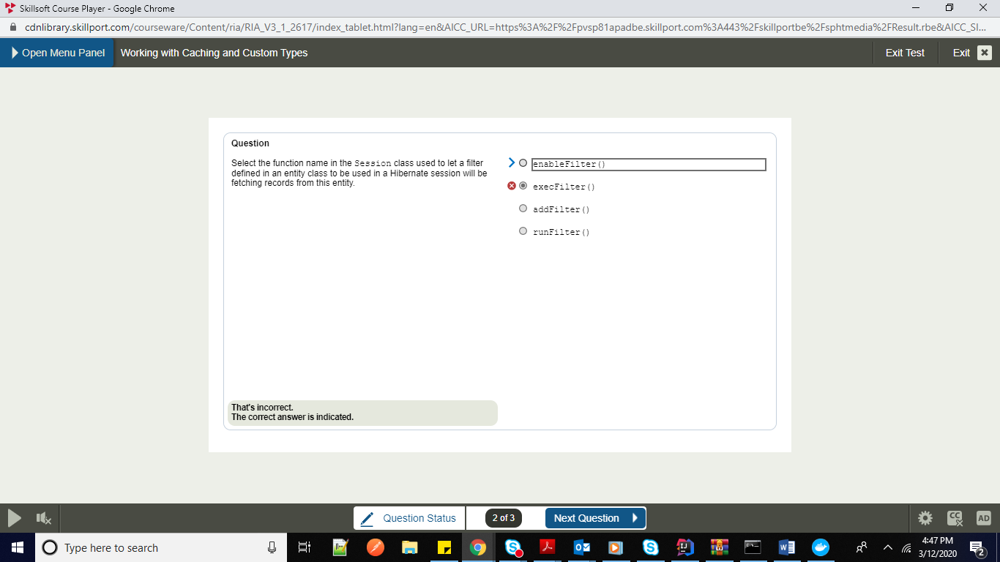 Skillsoft Course Player - Google Chrome
cdnlibrary.skillport.com/courseware/Content/ria/RIA_V3_1_2617/index_tablet.html?lang=en&AICC_URL=https%3A%2F%2Fpvsp81apadbe.skillport.com%3A443%2Fskillportbe%2Fsphtmedia%2FResult.rbe&AICC_SI...
Open Menu Panel Working with Caching and Custom Types Exit Test Exit
Question
Select the function name in the Session class used to let a filter
defined in an entity class to be used in a Hibernate session will be
fetching records from this entity.
enableFilter()
execFilter()
addFilter()
runFilter()
That's incorrect.
The correct answer is indicated.
Question Status 2 of 3 Next Question CC AD
Type here to search 4:47 PM
3/12/2020 2